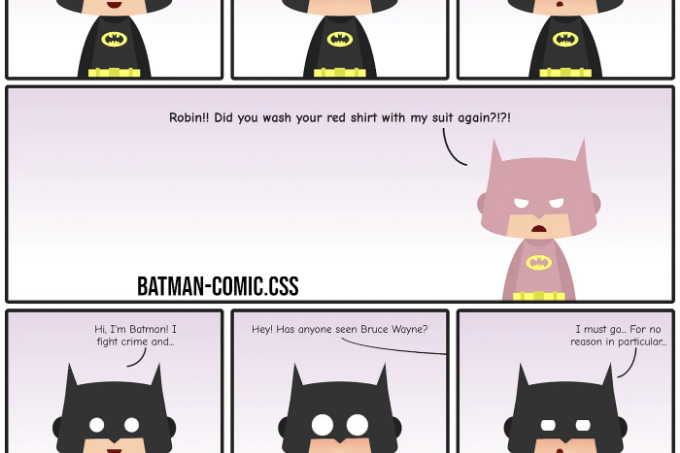 Robin!! Did you wash your red shirt with my suit again?!?!
BATMAN-COMIC.CSS
Hi, I'm Batman! I
fight crime and...
Hey! Has anyone seen Bruce Wayne?
I must go... For no
reason in particular...